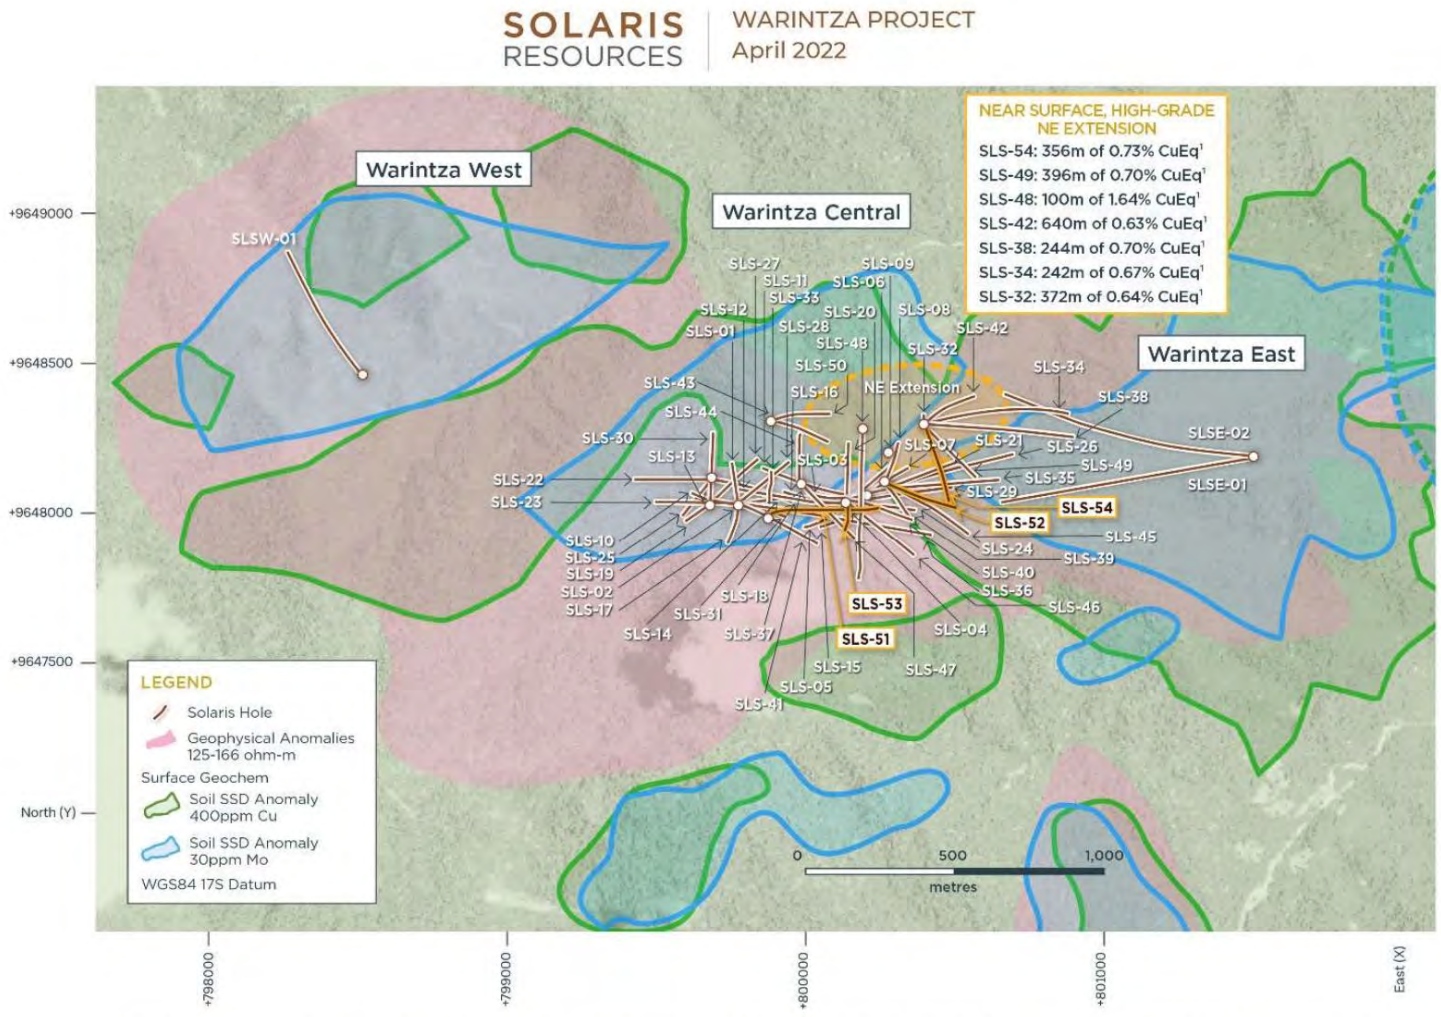 SOLARIS
RESOURCES
WARINTZA PROJECT
April 2022
NEAR SURFACE, HIGH-GRADE
NE EXTENSION
SLS-54: 356m of 0.73% CuEq¹
SLS-49: 396m of 0.70% CuEq¹
SLS-48: 100m of 1.64% CuEq¹
SLS-42: 640m of 0.63% CuEq¹
SLS-38: 244m of 0.70% CuEq¹
SLS-34: 242m of 0.67% CuEq¹
SLS-32: 372m of 0.64% CuEq¹
Warintza West
Warintza Central
Warintza East
+9649000
+9648500
+9648000
+9647500
North (Y)
SLSW-01
SLS-27
SLS-09
SLS-11
SLS-06
SLS-33
SLS-12
SLS-20
SLS-08
SLS-01
SLS-28
SLS-42
SLS-48
SLS-32
SLS-50
SLS-34
SLS-43
SLS-16
NE Extension
SLS-38
SLS-44
SLS-30
SLS-07
SLS-21
SLS-26
SLSE-02
SLS-13
SLS-03
SLS-49
SLS-22
SLS-35
SLSE-01
SLS-23
SLS-29
SLS-54
SLS-52
SLS-10
SLS-45
SLS-25
SLS-24
SLS-39
SLS-19
SLS-40
SLS-02
SLS-18
SLS-36
SLS-17
SLS-31
SLS-53
SLS-46
SLS-14
SLS-37
SLS-51
SLS-04
SLS-15
SLS-47
SLS-05
SLS-41
LEGEND
Solaris Hole
Geophysical Anomalies
125-166 ohm-m
Surface Geochem
Soil SSD Anomaly
400ppm Cu
Soil SSD Anomaly
30ppm Mo
WGS84 17S Datum
0 500 1,000
metres
+798000
+799000
+800000
+801000
East (X)